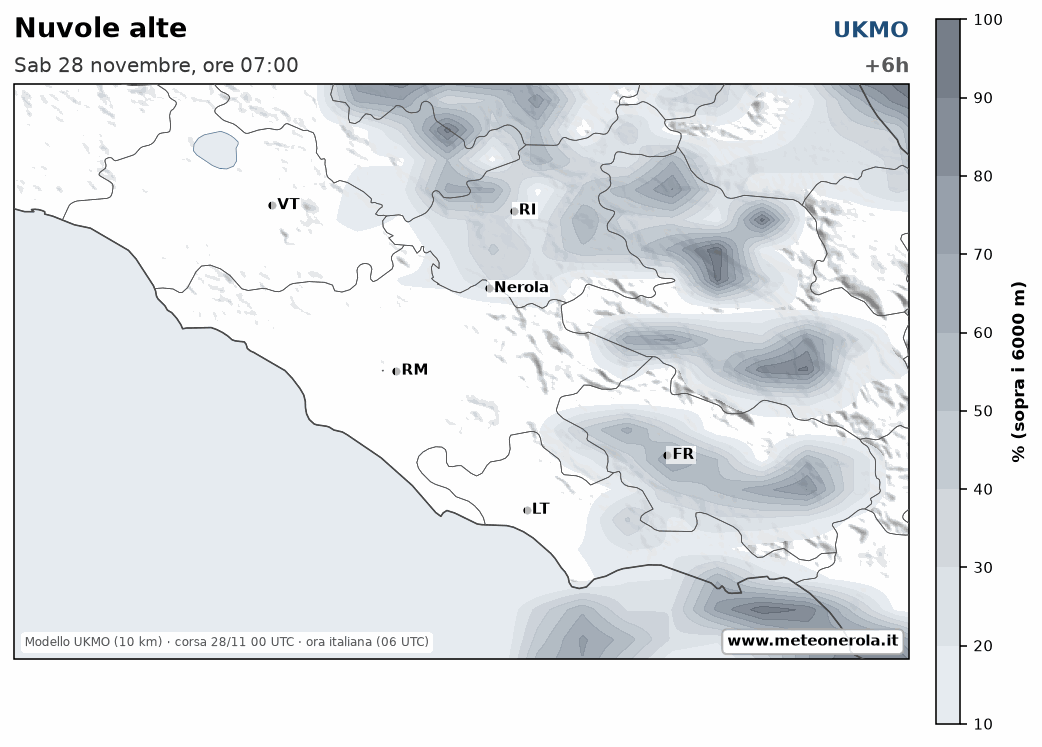 Nuvole alte
UKMO
Sab 28 novembre, ore 07:00
+6h
100
90
80
70
60
50
40
30
20
10
% (sopra i 6000 m)
VT
RI
Nerola
RM
FR
LT
Modello UKMO (10 km) · corsa 28/11 00 UTC · ora italiana (06 UTC)
www.meteonerola.it